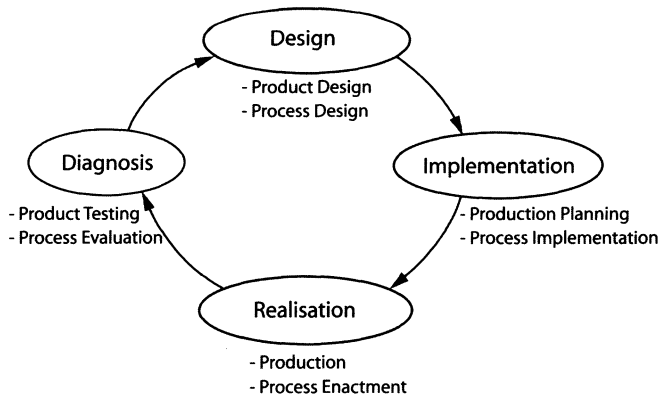 Design
- Product Design
- Process Design
Implementation
- Production Planning
- Process Implementation
Realisation
- Production
- Process Enactment
Diagnosis
- Product Testing
- Process Evaluation